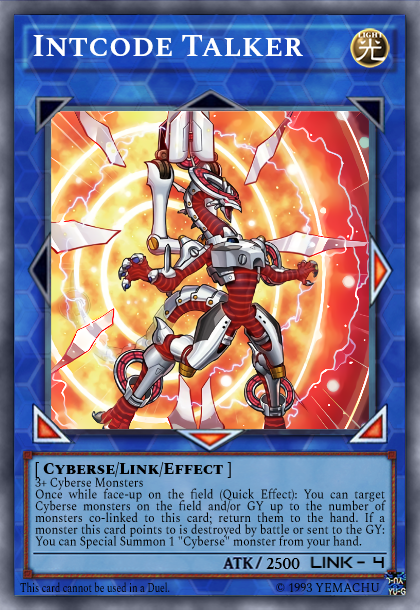 INTCODE TALKER
LIGHT
光
[ CYBERSE/LINK/EFFECT ]
3+ Cyberse Monsters
Once while face-up on the field (Quick Effect): You can target
Cyberse monsters on the field and/or GY up to the number of
monsters co-linked to this card; return them to the hand. If a
monster this card points to is destroyed by battle or sent to the GY:
You can Special Summon 1 "Cyberse" monster from your hand.
ATK / 2500 LINK - 4
This card cannot be used in a Duel. © 1993 YEMACHU